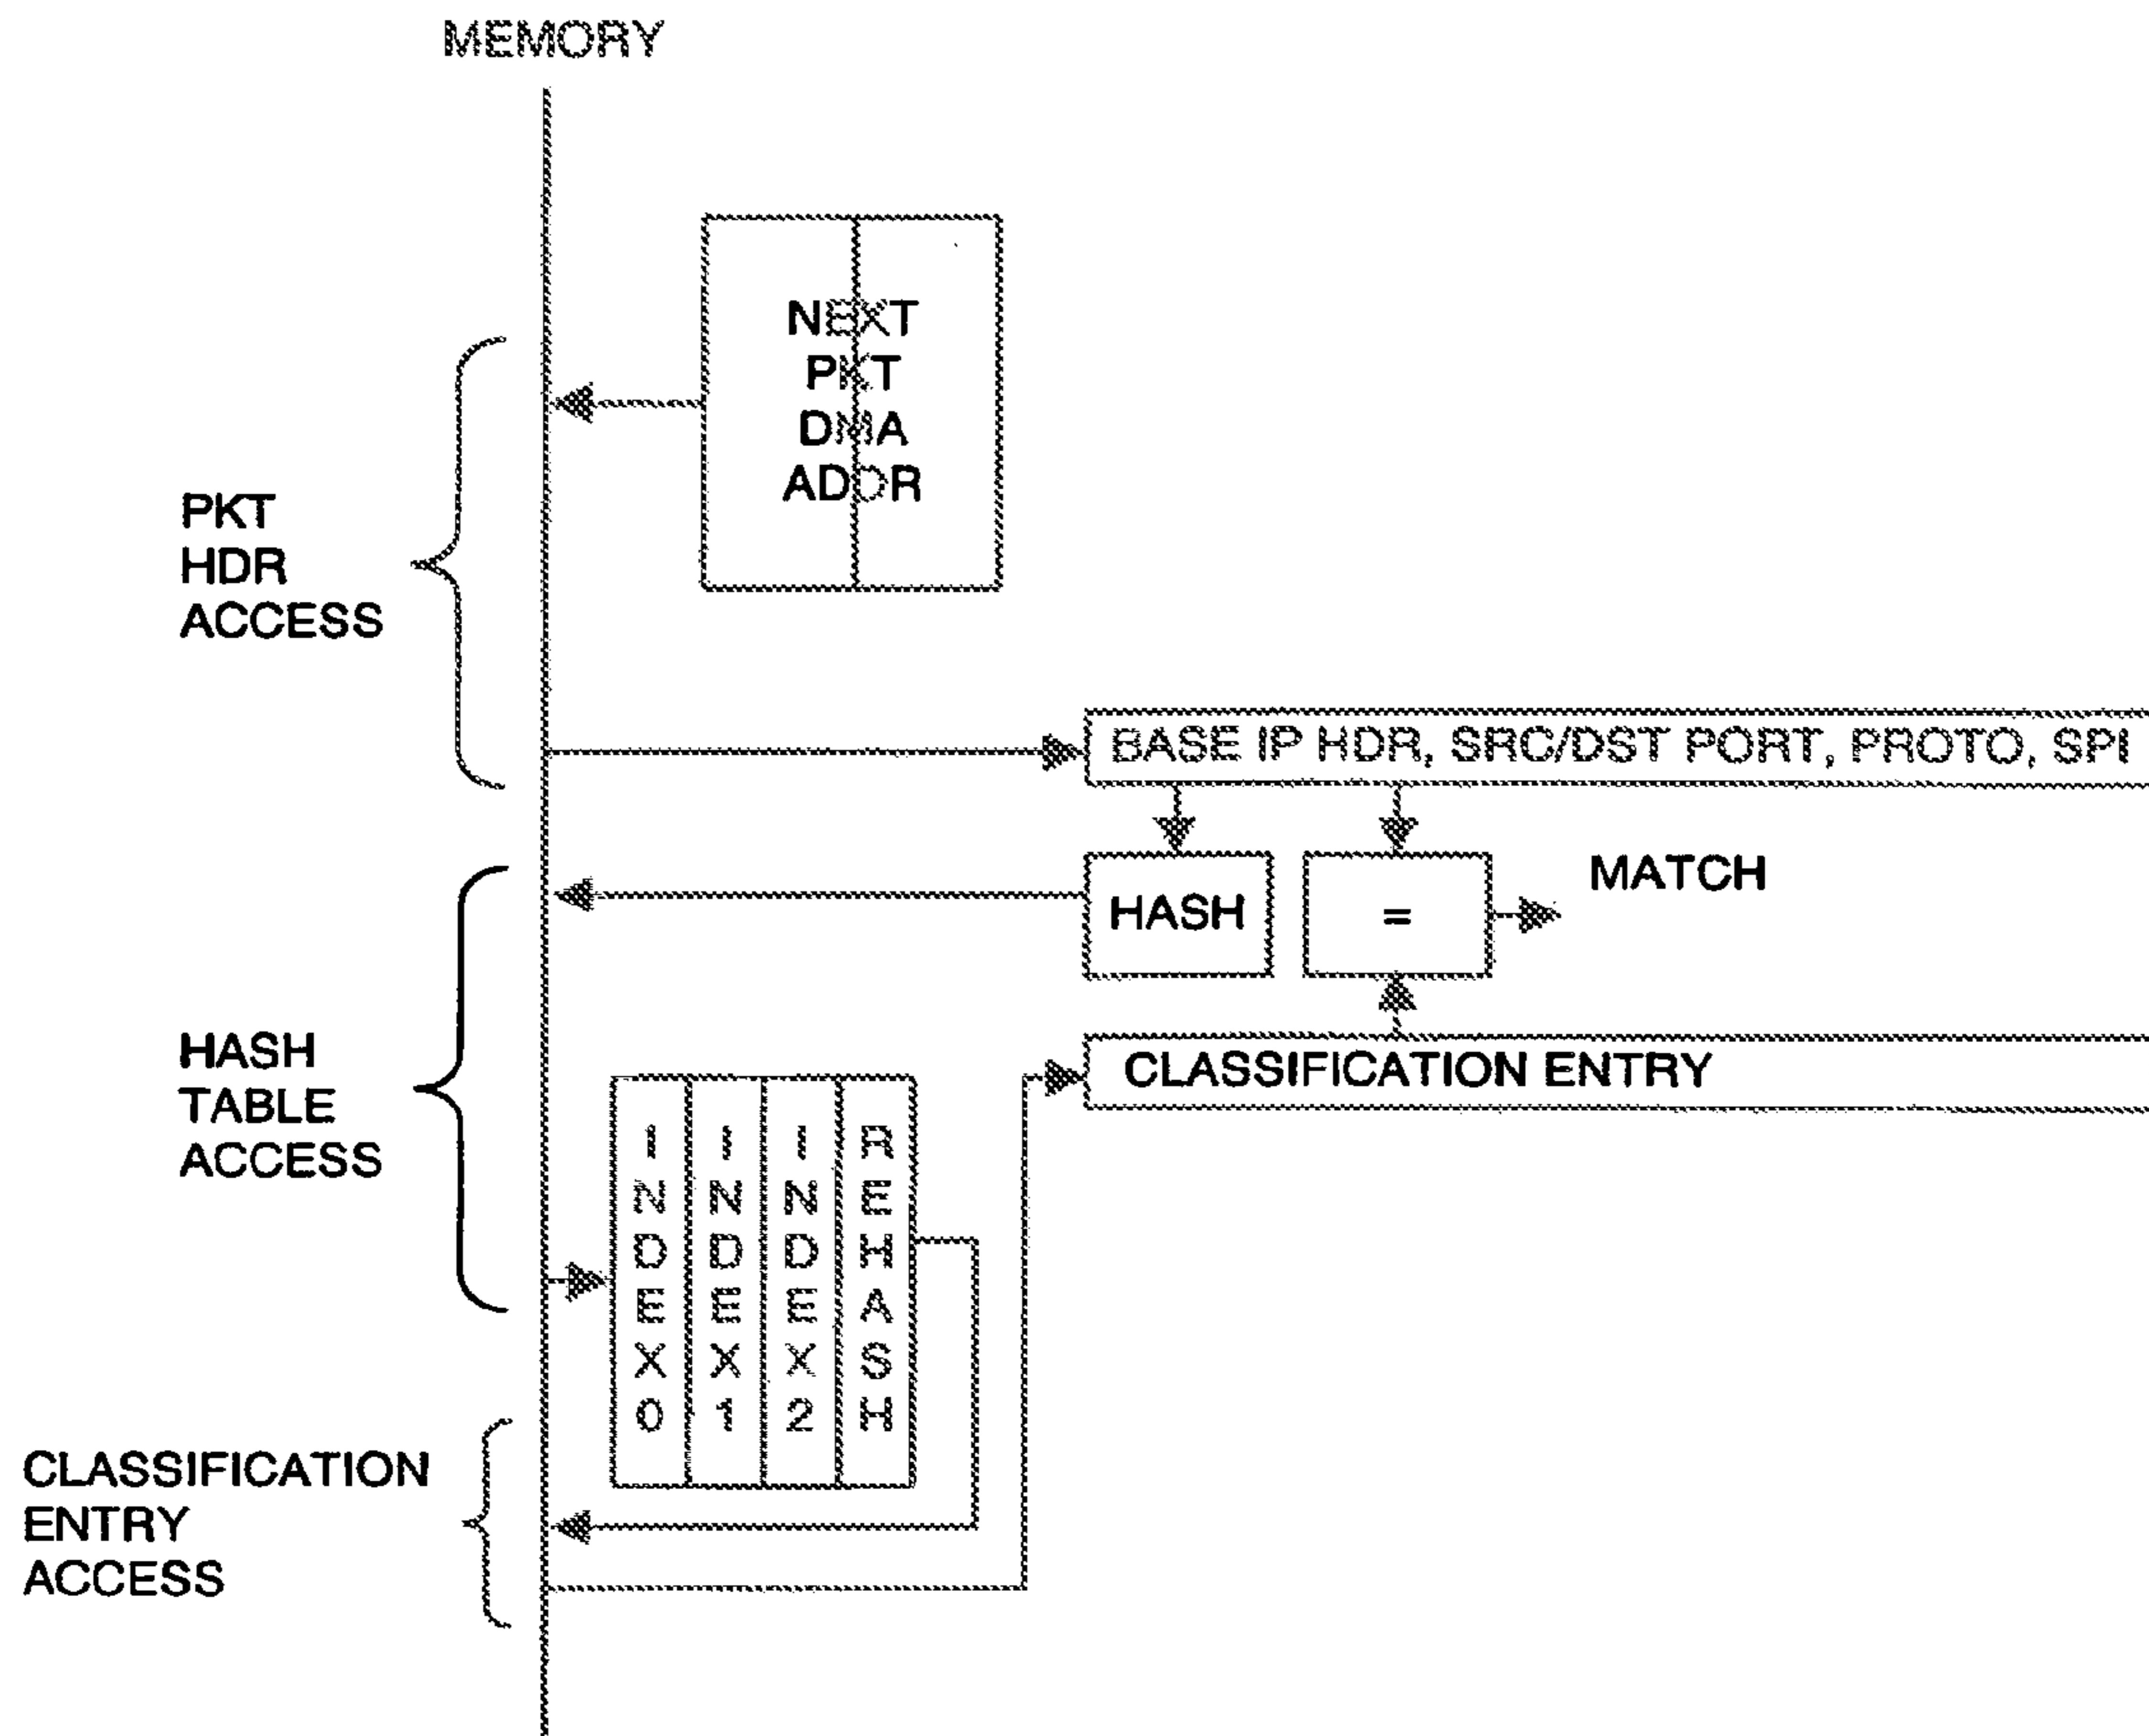 MEMORY
NEXT
PKT
DMA
ADDR
PKT
HDR
ACCESS
BASE IP HDR, SRC/DST PORT, PROTO, SPI
HASH
=
MATCH
HASH
TABLE
ACCESS
CLASSIFICATION ENTRY
INDEX0
INDEX1
INDEX2
REHASH
CLASSIFICATION
ENTRY
ACCESS